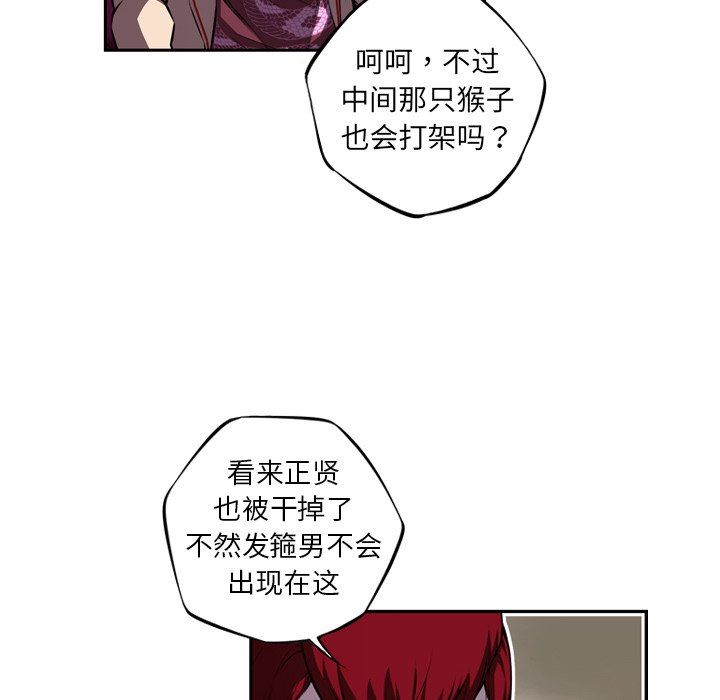 呵呵，不过
中间那只猴子
也会打架吗？
看来正贤
也被干掉了
不然发箍男不会
出现在这